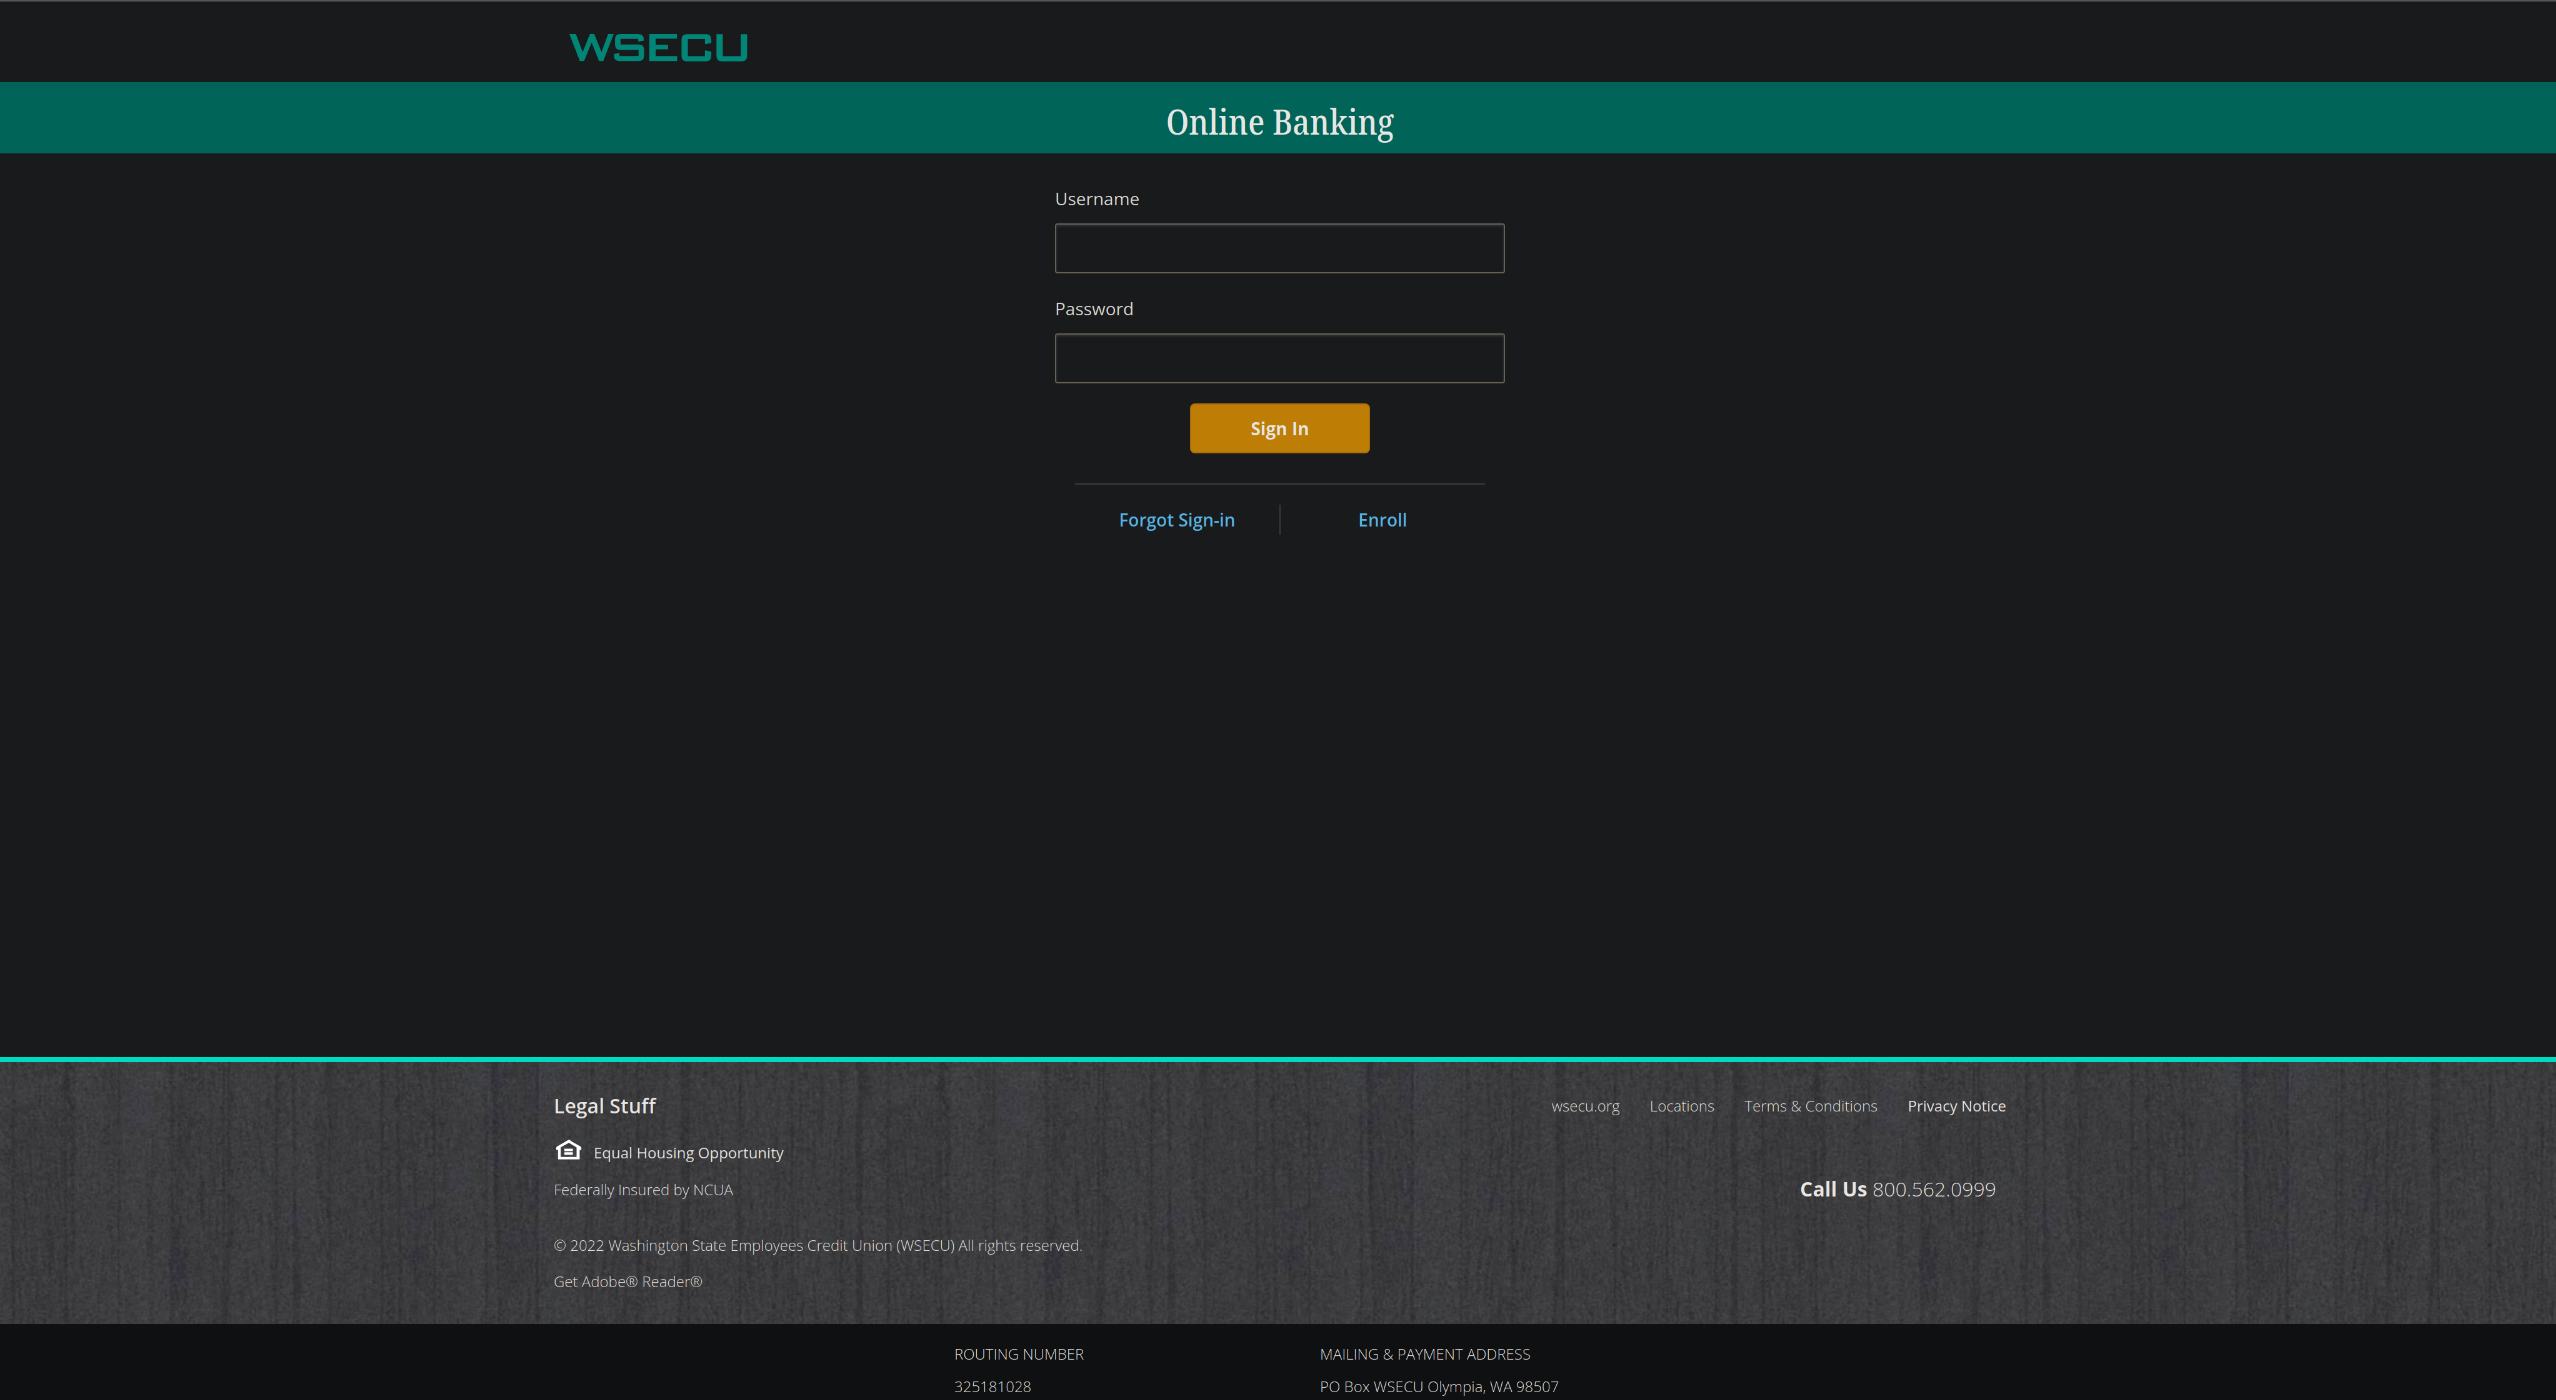 WSECU
Online Banking
Username
Password
Sign In
Forgot Sign-in
Enroll
Legal Stuff
Equal Housing Opportunity
Federally Insured by NCUA
© 2022 Washington State Employees Credit Union (WSECU) All rights reserved.
Get Adobe® Reader®
wsecu.org
Locations
Terms & Conditions
Privacy Notice
Call Us 800.562.0999
ROUTING NUMBER
325181028
MAILING & PAYMENT ADDRESS
PO Box WSECU Olympia, WA 98507